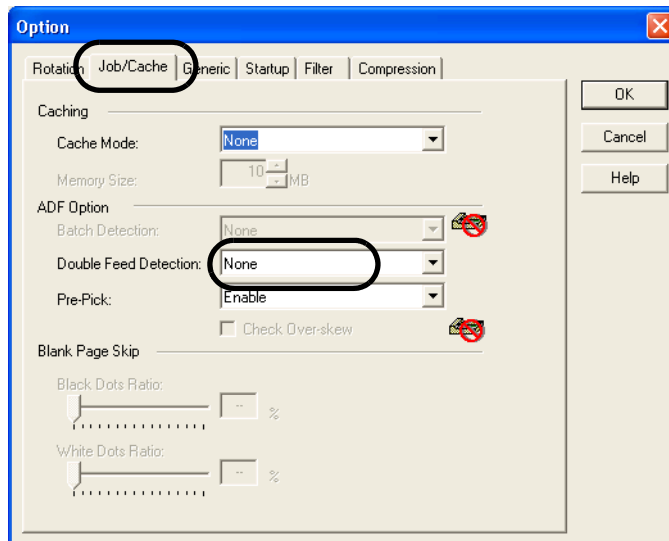 Option
Rotation Job/Cache Generic Startup Filter Compression
OK
Caching
Cache Mode: None
Cancel
Memory Size: 10 MB
Help
ADF Option
Batch Detection: None
Double Feed Detection: None
Pre-Pick: Enable
Check Over-skew
Blank Page Skip
Black Dots Ratio:
-- %
White Dots Ratio:
-- %